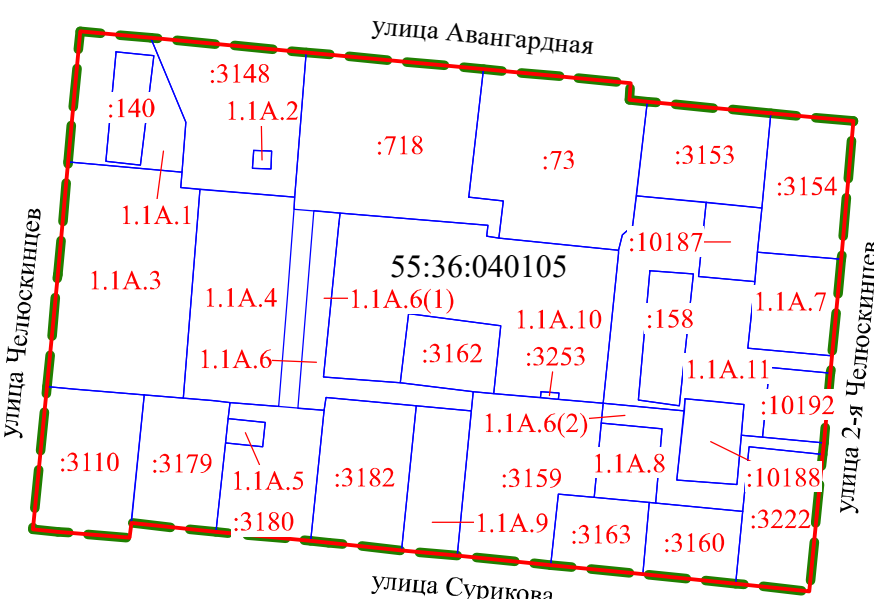 улица Авангардная
:3148
:140
1.1А.2
:718
:73
:3153
:3154
1.1А.1
улица Челюскинцев
:10187
1.1А.3
55:36:040105
1.1А.4
1.1А.6(1)
1.1А.7
1.1А.10
:158
улица 2-я Челюскинцев
:3162
:3253
1.1А.6
1.1А.11
:10192
1.1А.6(2)
:3110
:3179
1.1А.5
:3182
:3159
1.1А.8
:10188
:3180
1.1А.9
:3163
:3160
:3222
улица Сурикова